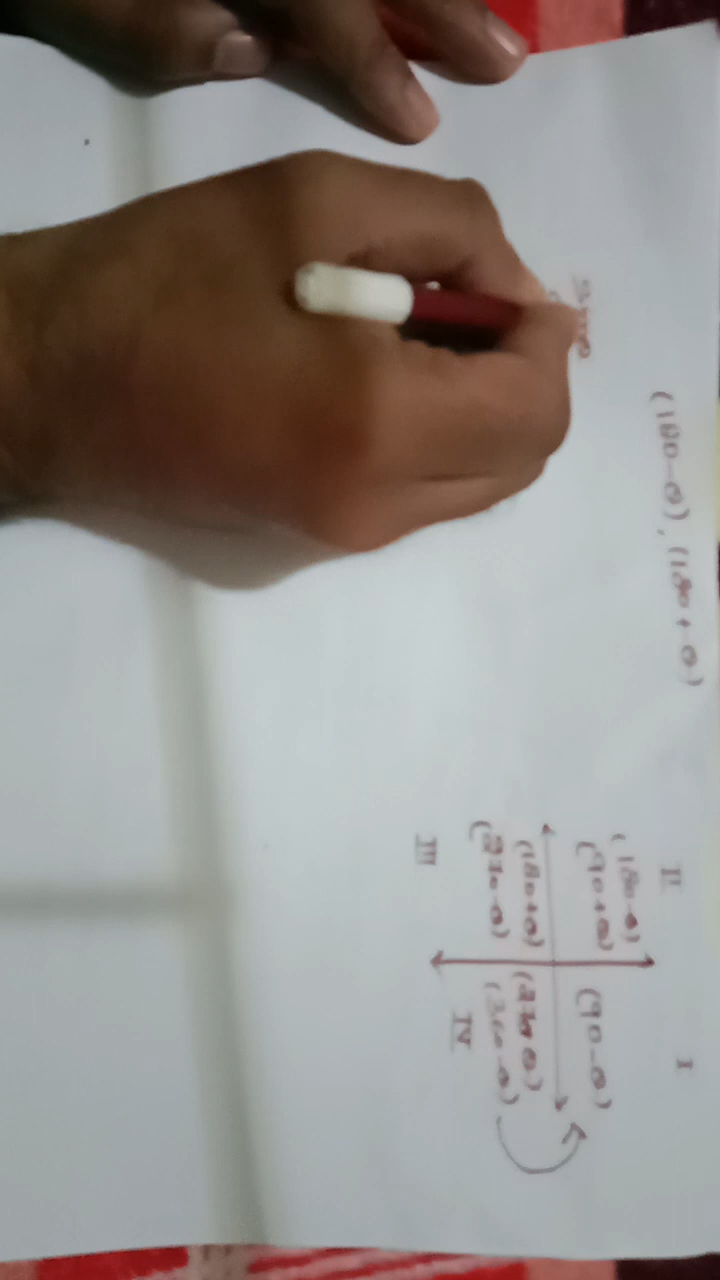 (180-θ), (180+θ)
II I
(180-θ)
(90+θ) (90-θ)
(180+θ) (270+θ)
(270-θ) (360-θ)
III IV